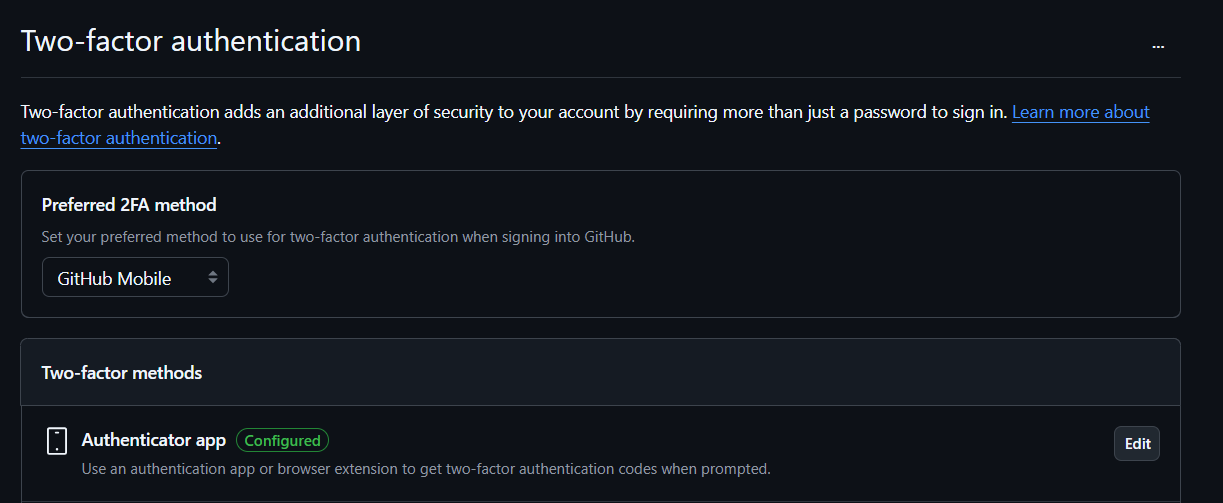 Two-factor authentication
...
Two-factor authentication adds an additional layer of security to your account by requiring more than just a password to sign in. Learn more about
two-factor authentication.
Preferred 2FA method
Set your preferred method to use for two-factor authentication when signing into GitHub.
GitHub Mobile
Two-factor methods
Authenticator app Configured
Edit
Use an authentication app or browser extension to get two-factor authentication codes when prompted.